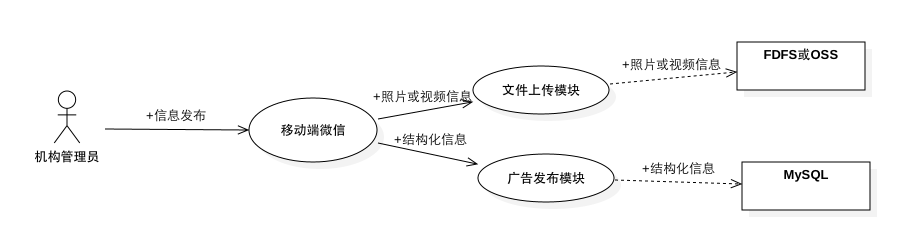 机构管理员
+信息发布
移动端微信
+照片或视频信息
文件上传模块
+照片或视频信息
FDFS或OSS
+结构化信息
广告发布模块
+结构化信息
MySQL